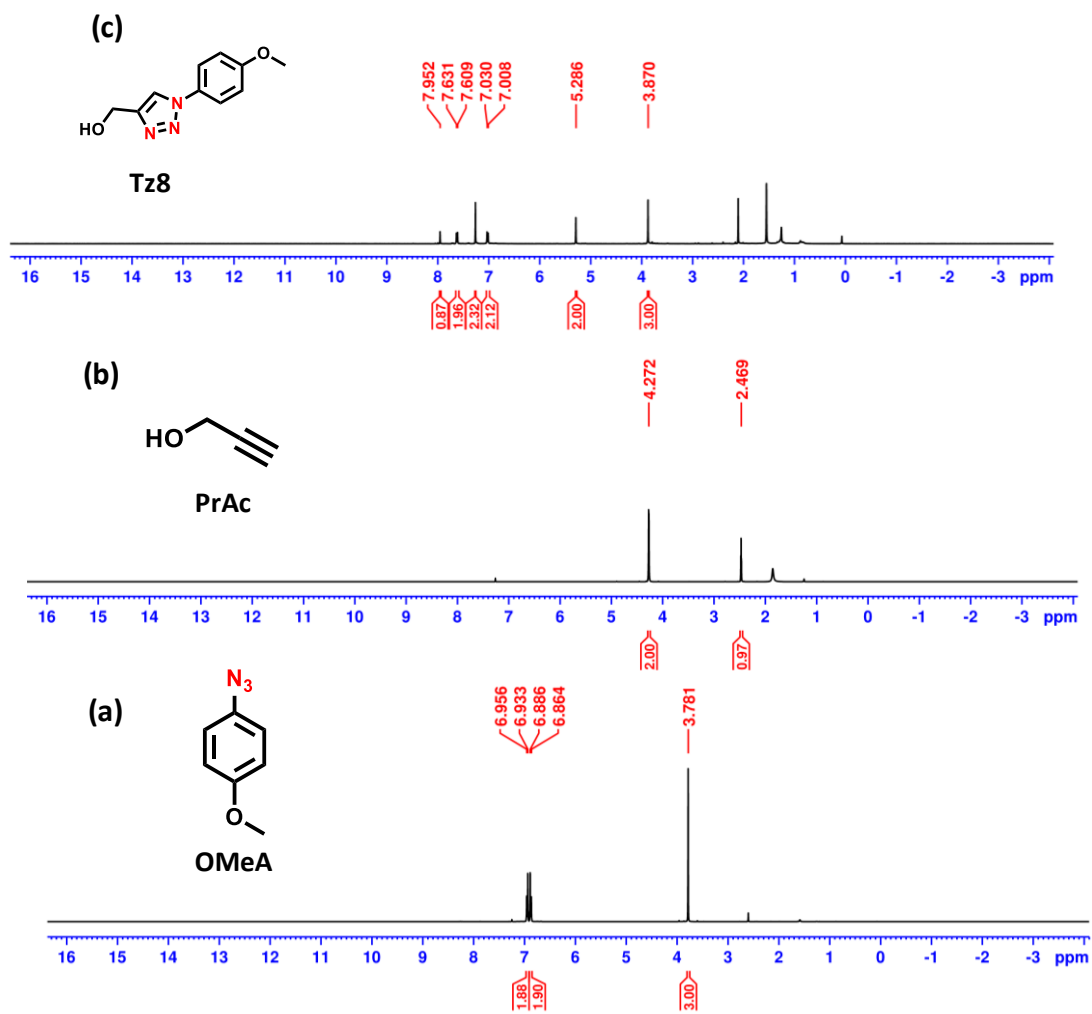 (c)
7.952
7.631
7.609
7.030
7.008
5.286
3.870
O
N
N
N
HO
Tz8
16 15 14 13 12 11 10 9 8 7 6 5 4 3 2 1 0 -1 -2 -3 ppm
0.87
1.96
2.32
2.12
2.00
3.00
(b)
4.272
2.469
HO
PrAc
16 15 14 13 12 11 10 9 8 7 6 5 4 3 2 1 0 -1 -2 -3 ppm
2.00
0.97
(a)
N3
6.956
6.933
6.886
6.864
3.781
O
OMeA
16 15 14 13 12 11 10 9 8 7 6 5 4 3 2 1 0 -1 -2 -3 ppm
1.88
1.90
3.00